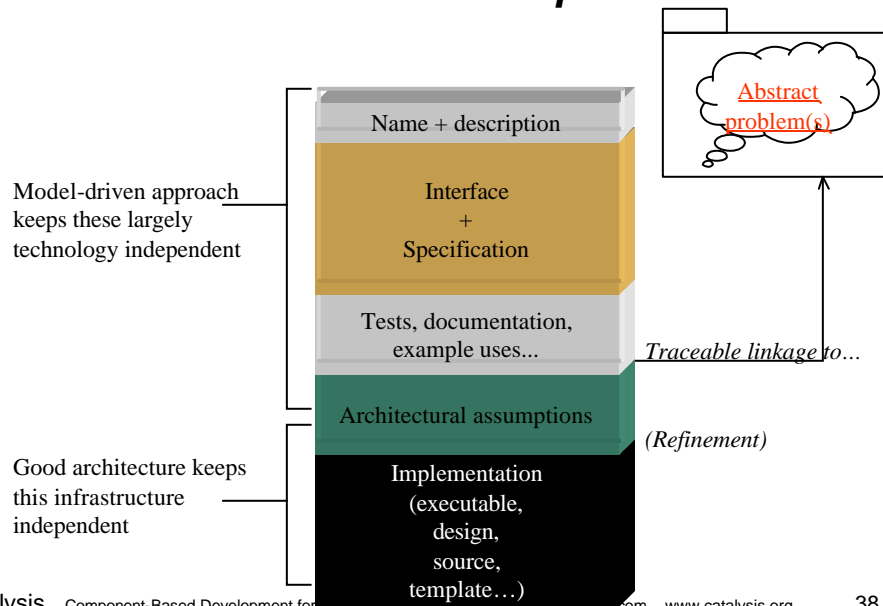 Abstract
problem(s)
Name + description
Model-driven approach
keeps these largely
technology independent
Interface
+
Specification
Tests, documentation,
example uses...
Traceable linkage to…
Architectural assumptions
(Refinement)
Good architecture keeps
this infrastructure
independent
Implementation
(executable,
design,
source,
template…)
Component-Based Development for www.catalysis.org 38